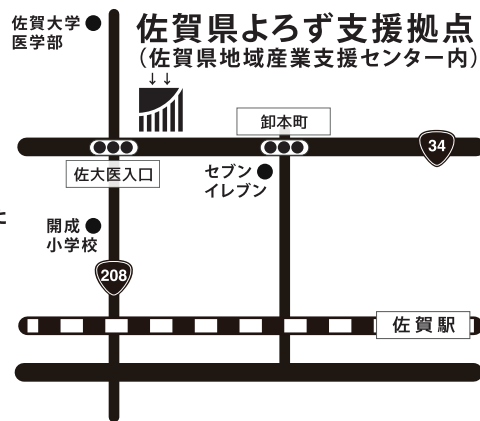 佐賀大学
医学部
佐賀県よろず支援拠点
(佐賀県地域産業支援センター内)
↓↓
卸本町
34
佐大医入口
セブン
イレブン
開成
小学校
208
佐賀駅